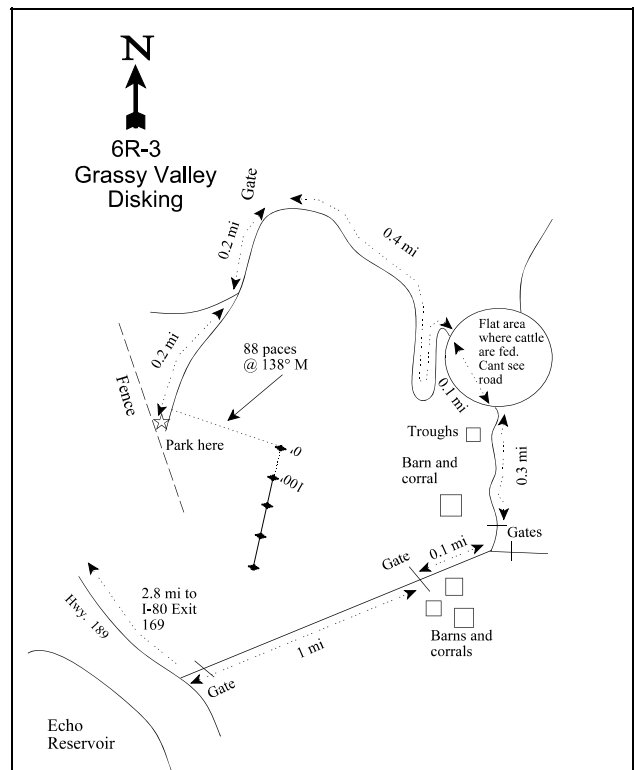 N
6R-3
Grassy Valley
Disking
Gate
0.2 mi
0.4 mi
0.2 mi
88 paces
@ 138° M
Flat area
where cattle
are fed.
Cant see
road
0.1 mi
Fence
Park here
Troughs
0'
100'
Barn and
corral
0.3 mi
Gates
0.1 mi
Gate
2.8 mi to
I-80 Exit
169
Hwy. 189
1 mi
Barns and
corrals
Gate
Echo
Reservoir